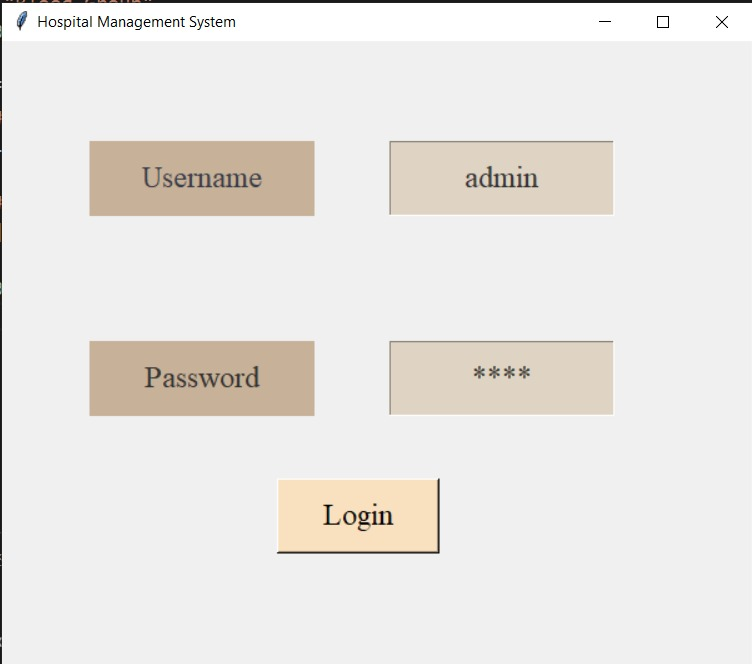 Hospital Management System
Username
admin
Password
****
Login